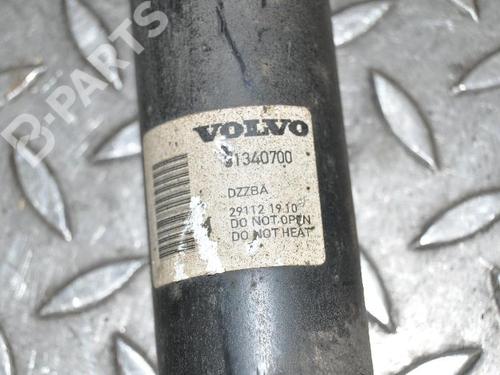 B-PARTS
VOLVO
31340700
DZZBA
29112 19 10
DO NOT OPEN
DO NOT HEAT